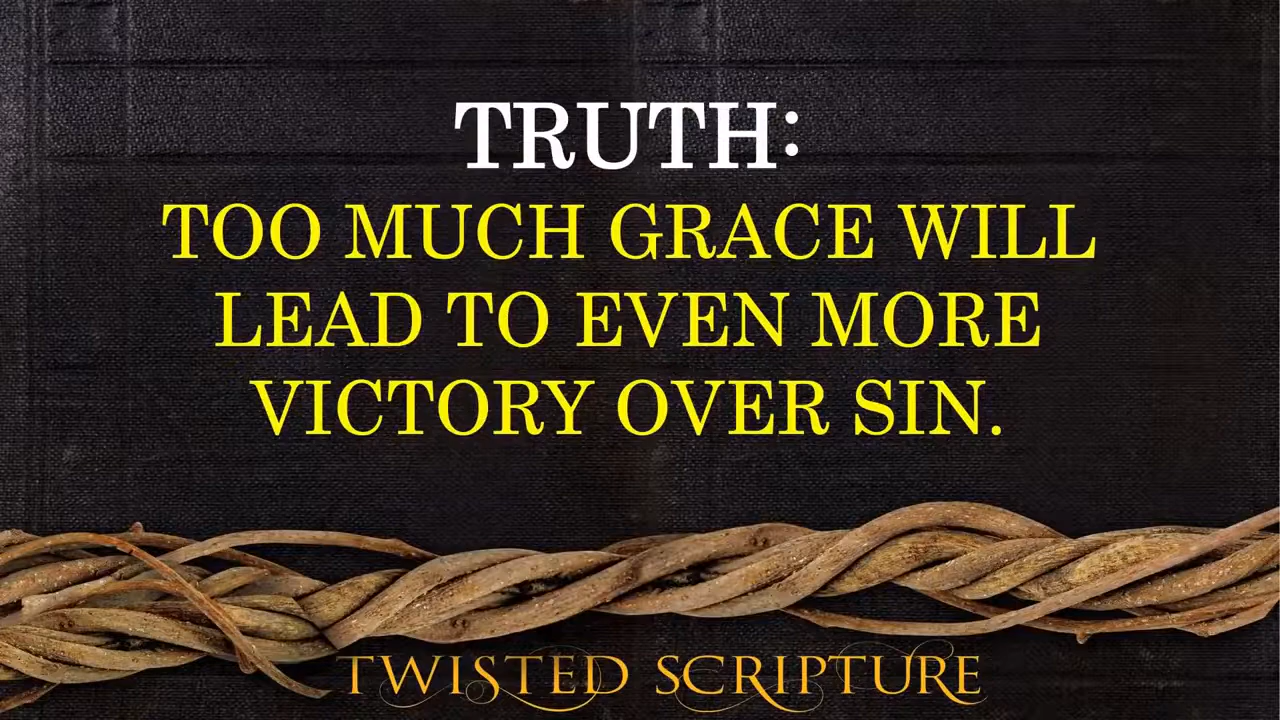 TRUTH:
TOO MUCH GRACE WILL
LEAD TO EVEN MORE
VICTORY OVER SIN.
TWISTED SCRIPTURE